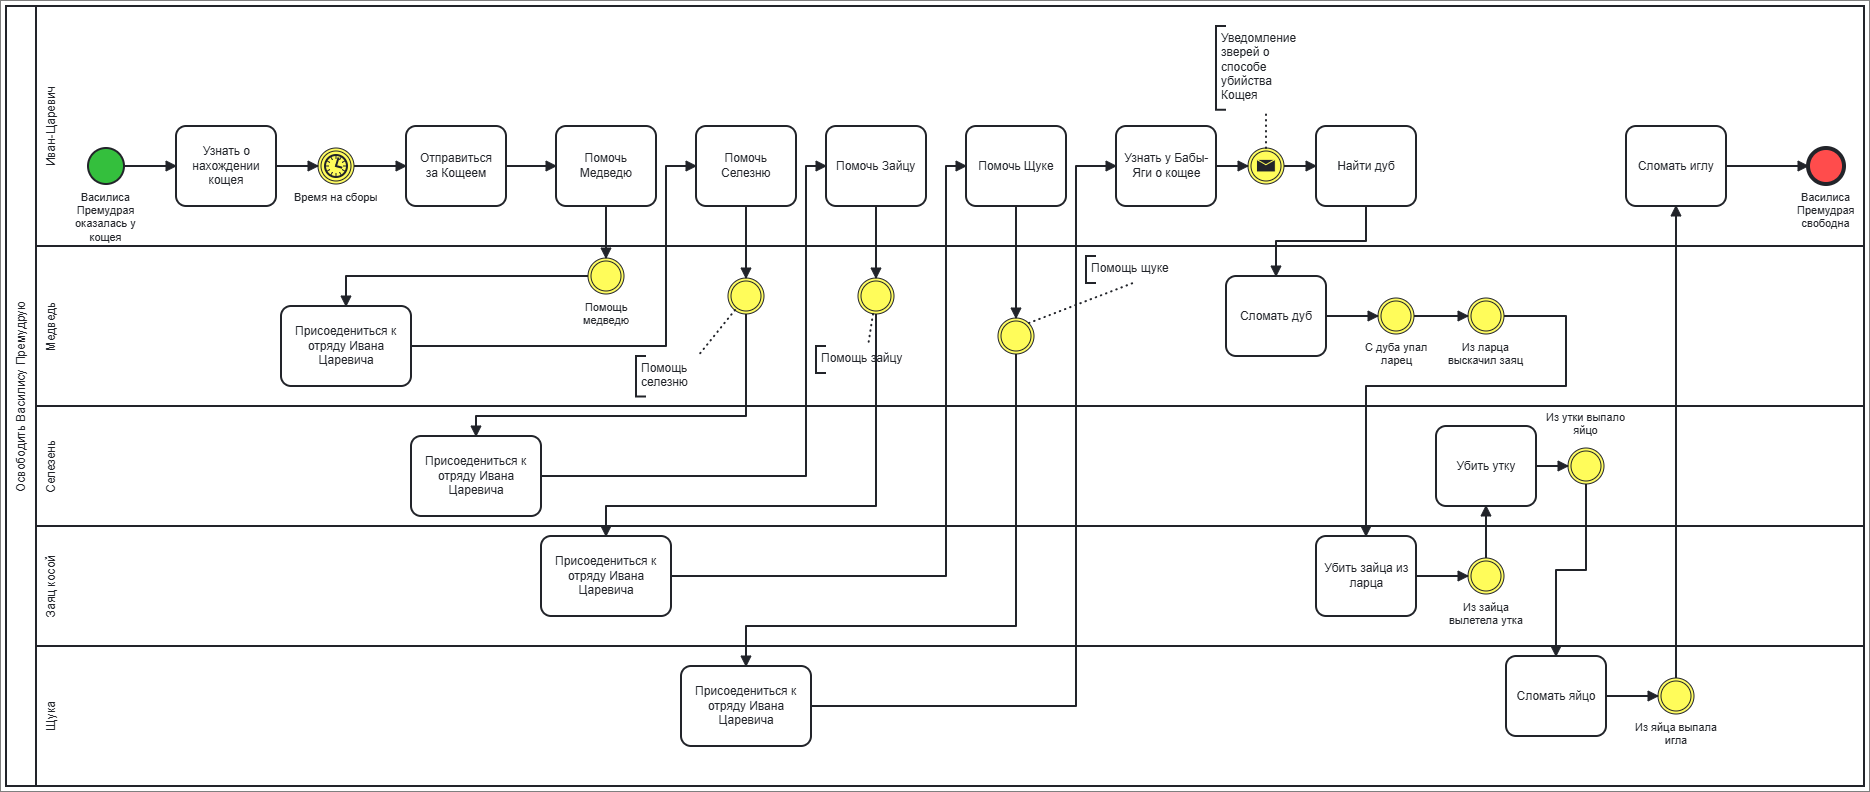 Освободить Василису Премудрую
Иван-Царевич
Василиса
Премудрая
оказалась у
кощея
Узнать о
нахождении
кощея
Время на сборы
Отправиться
за Кощеем
Помочь
Медведю
Помочь
Селезню
Помочь Зайцу
Помочь Щуке
Узнать у Бабы-
Яги о кощее
Уведомление
зверей о
способе
убийства
Кощея
Найти дуб
Сломать иглу
Василиса
Премудрая
свободна
Медведь
Присоедениться к
отряду Ивана
Царевича
Помощь
медведю
Помощь
селезню
Помощь зайцу
Помощь щуке
Сломать дуб
С дуба упал
ларец
Из ларца
выскачил заяц
Селезень
Присоедениться к
отряду Ивана
Царевича
Убить утку
Из утки выпало
яйцо
Заяц косой
Присоедениться к
отряду Ивана
Царевича
Убить зайца из
ларца
Из зайца
вылетела утка
Щука
Присоедениться к
отряду Ивана
Царевича
Сломать яйцо
Из яйца выпала
игла